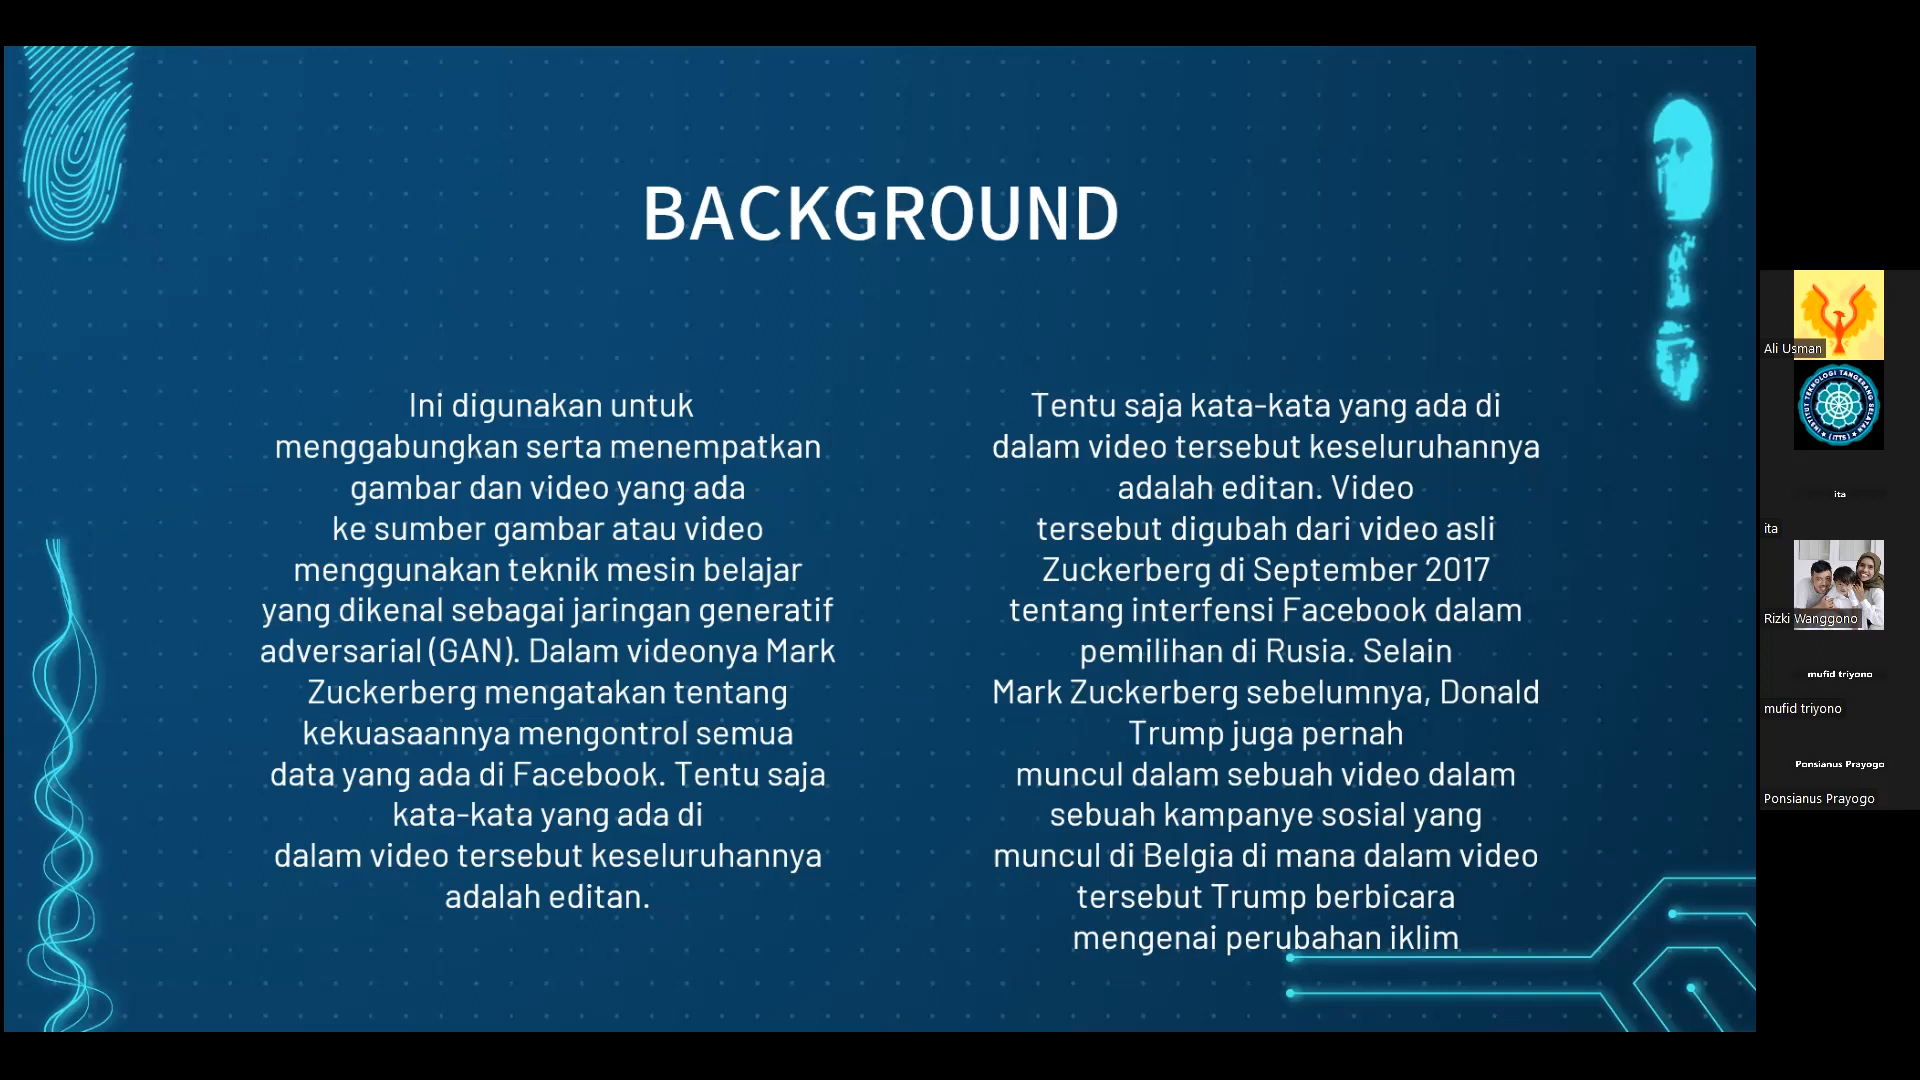 BACKGROUND
Ini digunakan untuk
menggabungkan serta menempatkan
gambar dan video yang ada
ke sumber gambar atau video
menggunakan teknik mesin belajar
yang dikenal sebagai jaringan generatif
adversarial (GAN). Dalam videonya Mark
Zuckerberg mengatakan tentang
kekuasaannya mengontrol semua
data yang ada di Facebook. Tentu saja
kata-kata yang ada di
dalam video tersebut keseluruhannya
adalah editan.
Tentu saja kata-kata yang ada di
dalam video tersebut keseluruhannya
adalah editan. Video
tersebut digubah dari video asli
Zuckerberg di September 2017
tentang interfensi Facebook dalam
pemilihan di Rusia. Selain
Mark Zuckerberg sebelumnya, Donald
Trump juga pernah
muncul dalam sebuah video dalam
sebuah kampanye sosial yang
muncul di Belgia di mana dalam video
tersebut Trump berbicara
mengenai perubahan iklim
Ali Usman
INSTITUT TEKNOLOGI TANGERANG SELATAN
(ITTS)
ita
ita
Rizki Wanggono
mufid triyono
mufid triyono
Ponsianus Prayogo
Ponsianus Prayogo